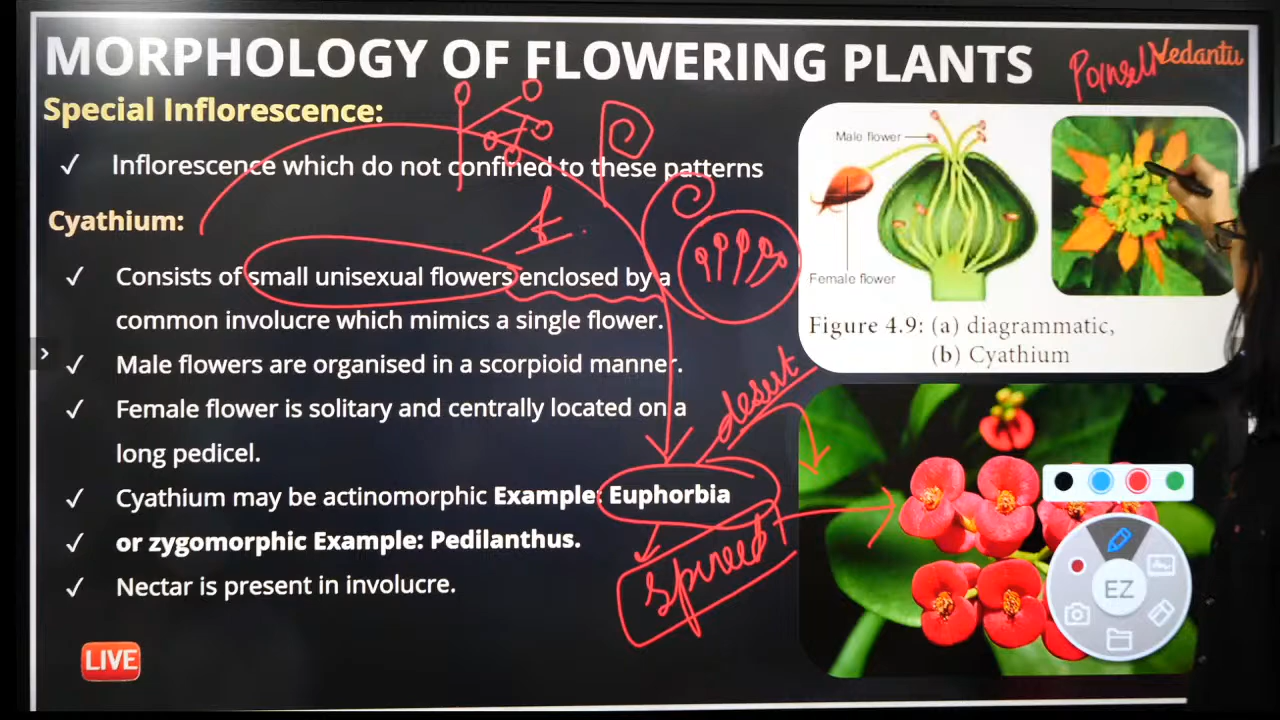 MORPHOLOGY OF FLOWERING PLANTS
Vedantu
Special Inflorescence:
✓ Inflorescence which do not confined to these patterns
Cyathium:
✓ Consists of small unisexual flowers enclosed by a
common involucre which mimics a single flower.
✓ Male flowers are organised in a scorpioid manner.
✓ Female flower is solitary and centrally located on a
long pedicel.
✓ Cyathium may be actinomorphic Example: Euphorbia
✓ or zygomorphic Example: Pedilanthus.
✓ Nectar is present in involucre.
LIVE
Male flower
Female flower
Figure 4.9: (a) diagrammatic,
(b) Cyathium
desert
EZ